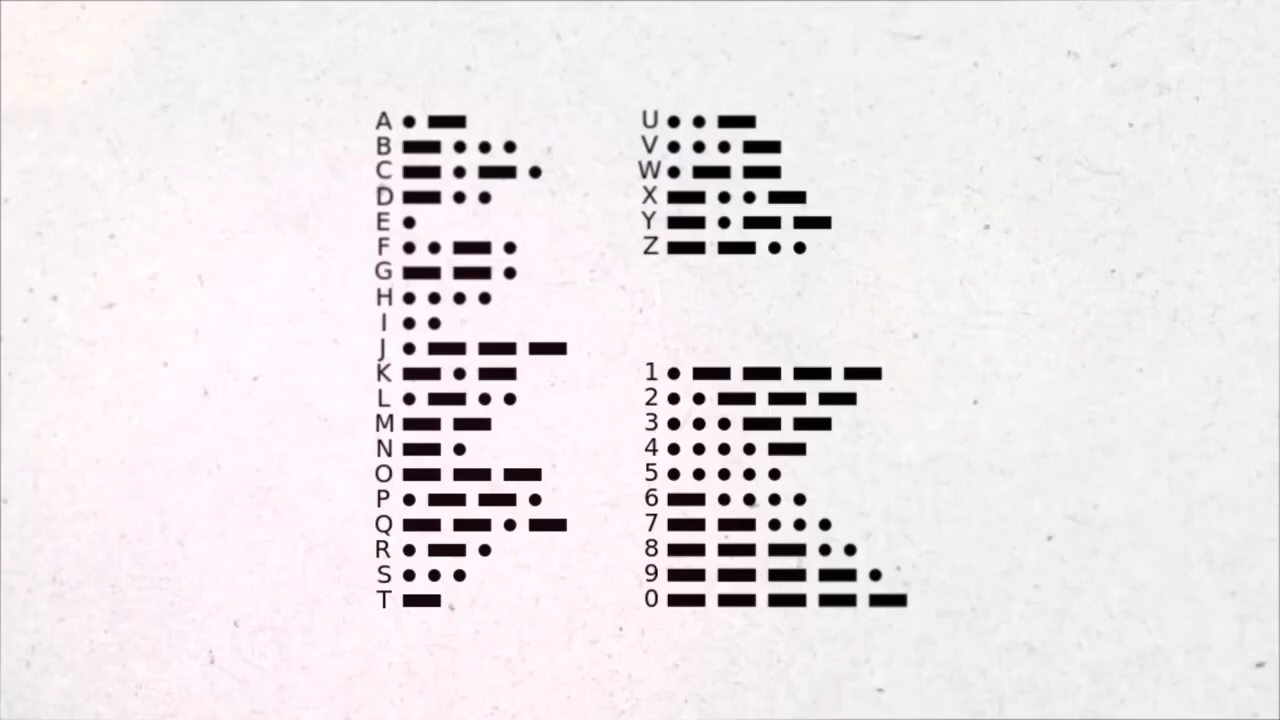 A ● ▬
B ▬ ● ● ●
C ▬ ● ▬ ●
D ▬ ● ●
E ●
F ● ● ▬ ●
G ▬ ▬ ●
H ● ● ● ●
I ● ●
J ● ▬ ▬ ▬
K ▬ ● ▬
L ● ▬ ● ●
M ▬ ▬
N ▬ ●
O ▬ ▬ ▬
P ● ▬ ▬ ●
Q ▬ ▬ ● ▬
R ● ▬ ●
S ● ● ●
T ▬
U ● ● ▬
V ● ● ● ▬
W ● ▬ ▬
X ▬ ● ● ▬
Y ▬ ● ▬ ▬
Z ▬ ▬ ● ●
1 ● ▬ ▬ ▬ ▬
2 ● ● ▬ ▬ ▬
3 ● ● ● ▬ ▬
4 ● ● ● ● ▬
5 ● ● ● ● ●
6 ▬ ● ● ● ●
7 ▬ ▬ ● ● ●
8 ▬ ▬ ▬ ● ●
9 ▬ ▬ ▬ ▬ ●
0 ▬ ▬ ▬ ▬ ▬